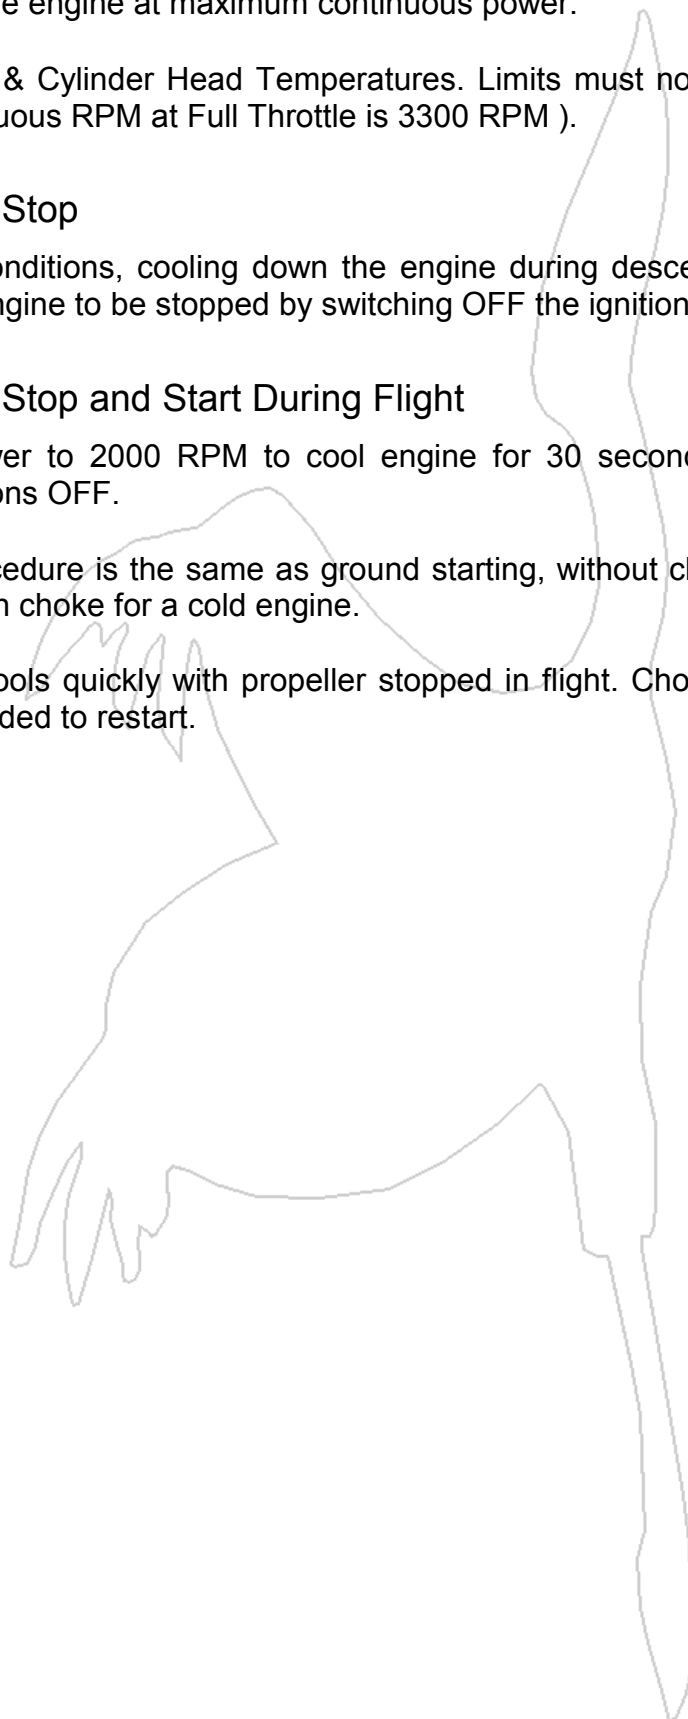 e engine at maximum continuous power.
& Cylinder Head Temperatures. Limits must no
uous RPM at Full Throttle is 3300 RPM ).
Stop
onditions, cooling down the engine during desce
ngine to be stopped by switching OFF the ignition
Stop and Start During Flight
wer to 2000 RPM to cool engine for 30 second
ons OFF.
cedure is the same as ground starting, without ch
n choke for a cold engine.
ools quickly with propeller stopped in flight. Cho
ded to restart.